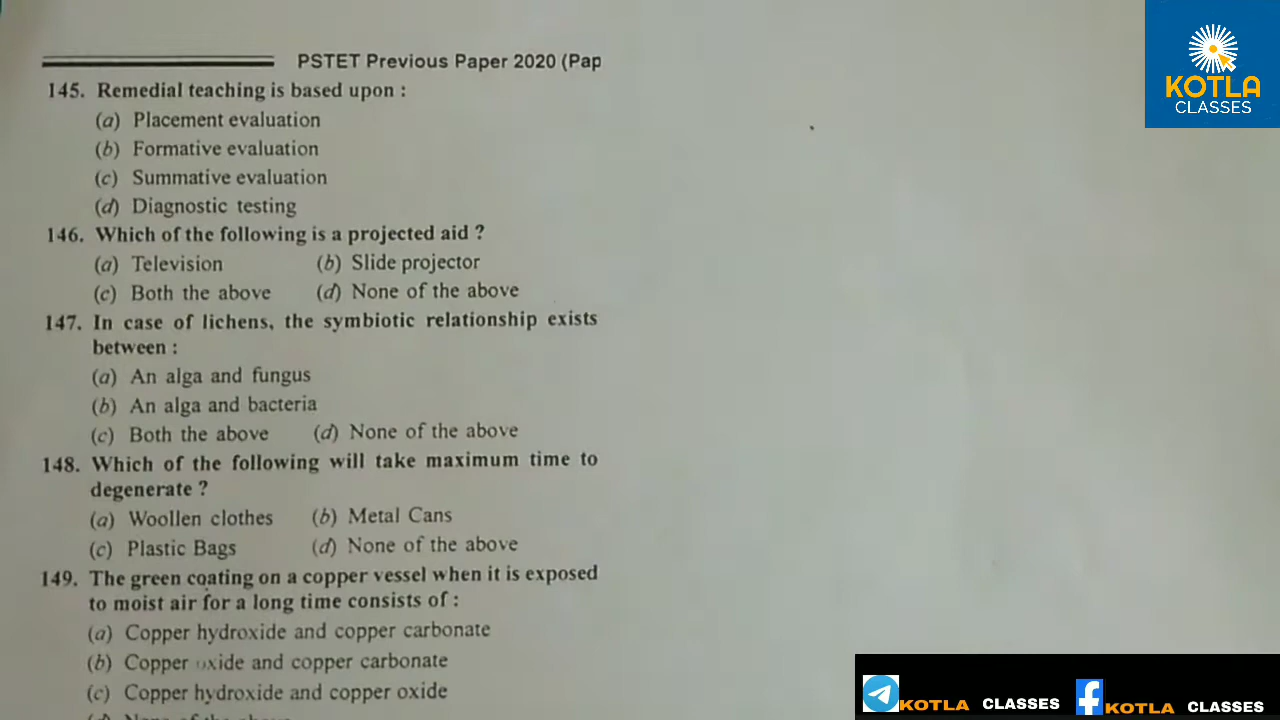 PSTET Previous Paper 2020 (Pap
KOTLA
CLASSES
145. Remedial teaching is based upon :
(a) Placement evaluation
(b) Formative evaluation
(c) Summative evaluation
(d) Diagnostic testing
146. Which of the following is a projected aid ?
(a) Television (b) Slide projector
(c) Both the above (d) None of the above
147. In case of lichens, the symbiotic relationship exists
between :
(a) An alga and fungus
(b) An alga and bacteria
(c) Both the above (d) None of the above
148. Which of the following will take maximum time to
degenerate ?
(a) Woollen clothes (b) Metal Cans
(c) Plastic Bags (d) None of the above
149. The green coating on a copper vessel when it is exposed
to moist air for a long time consists of :
(a) Copper hydroxide and copper carbonate
(b) Copper oxide and copper carbonate
(c) Copper hydroxide and copper oxide
(d) None of the above
KOTLA CLASSES KOTLA CLASSES